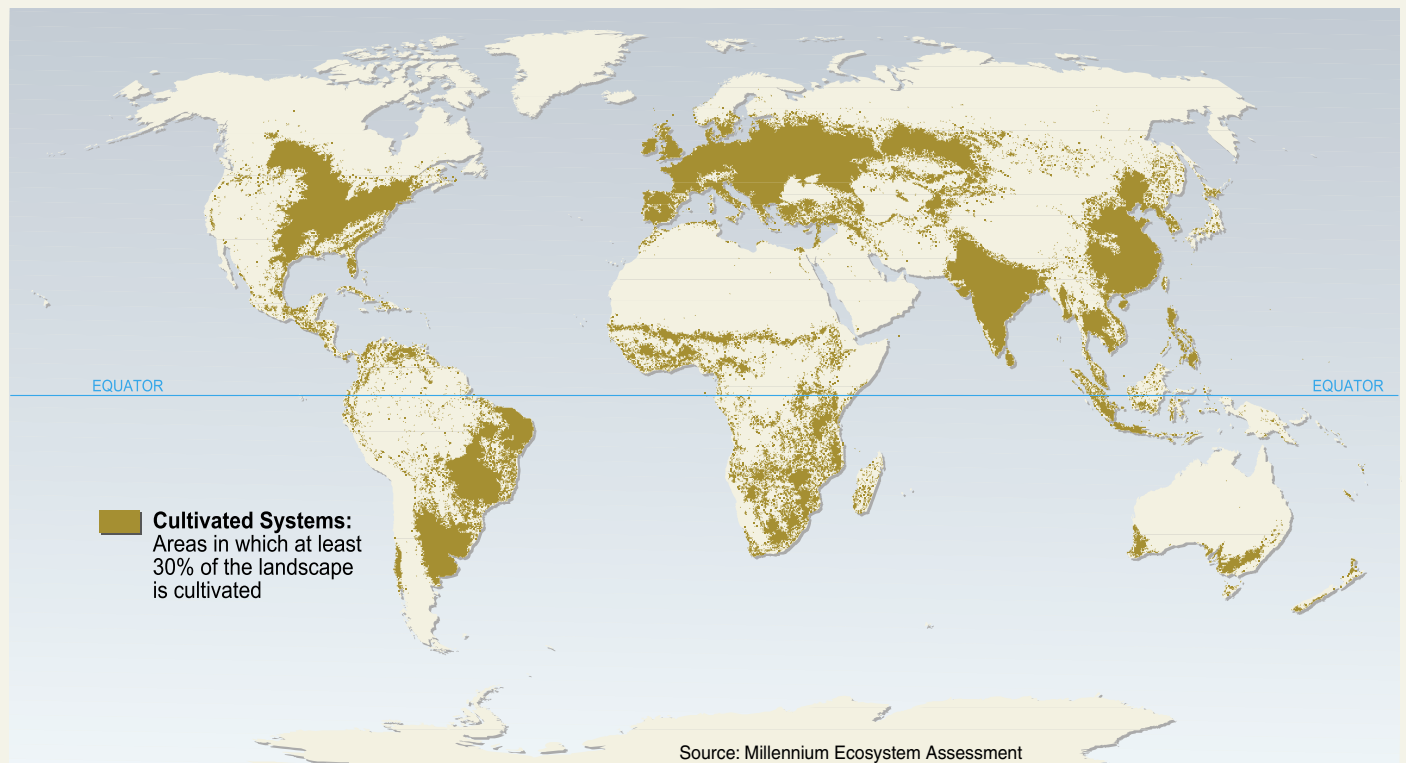 EQUATOR
EQUATOR
Cultivated Systems:
Areas in which at least
30% of the landscape
is cultivated
Source: Millennium Ecosystem Assessment